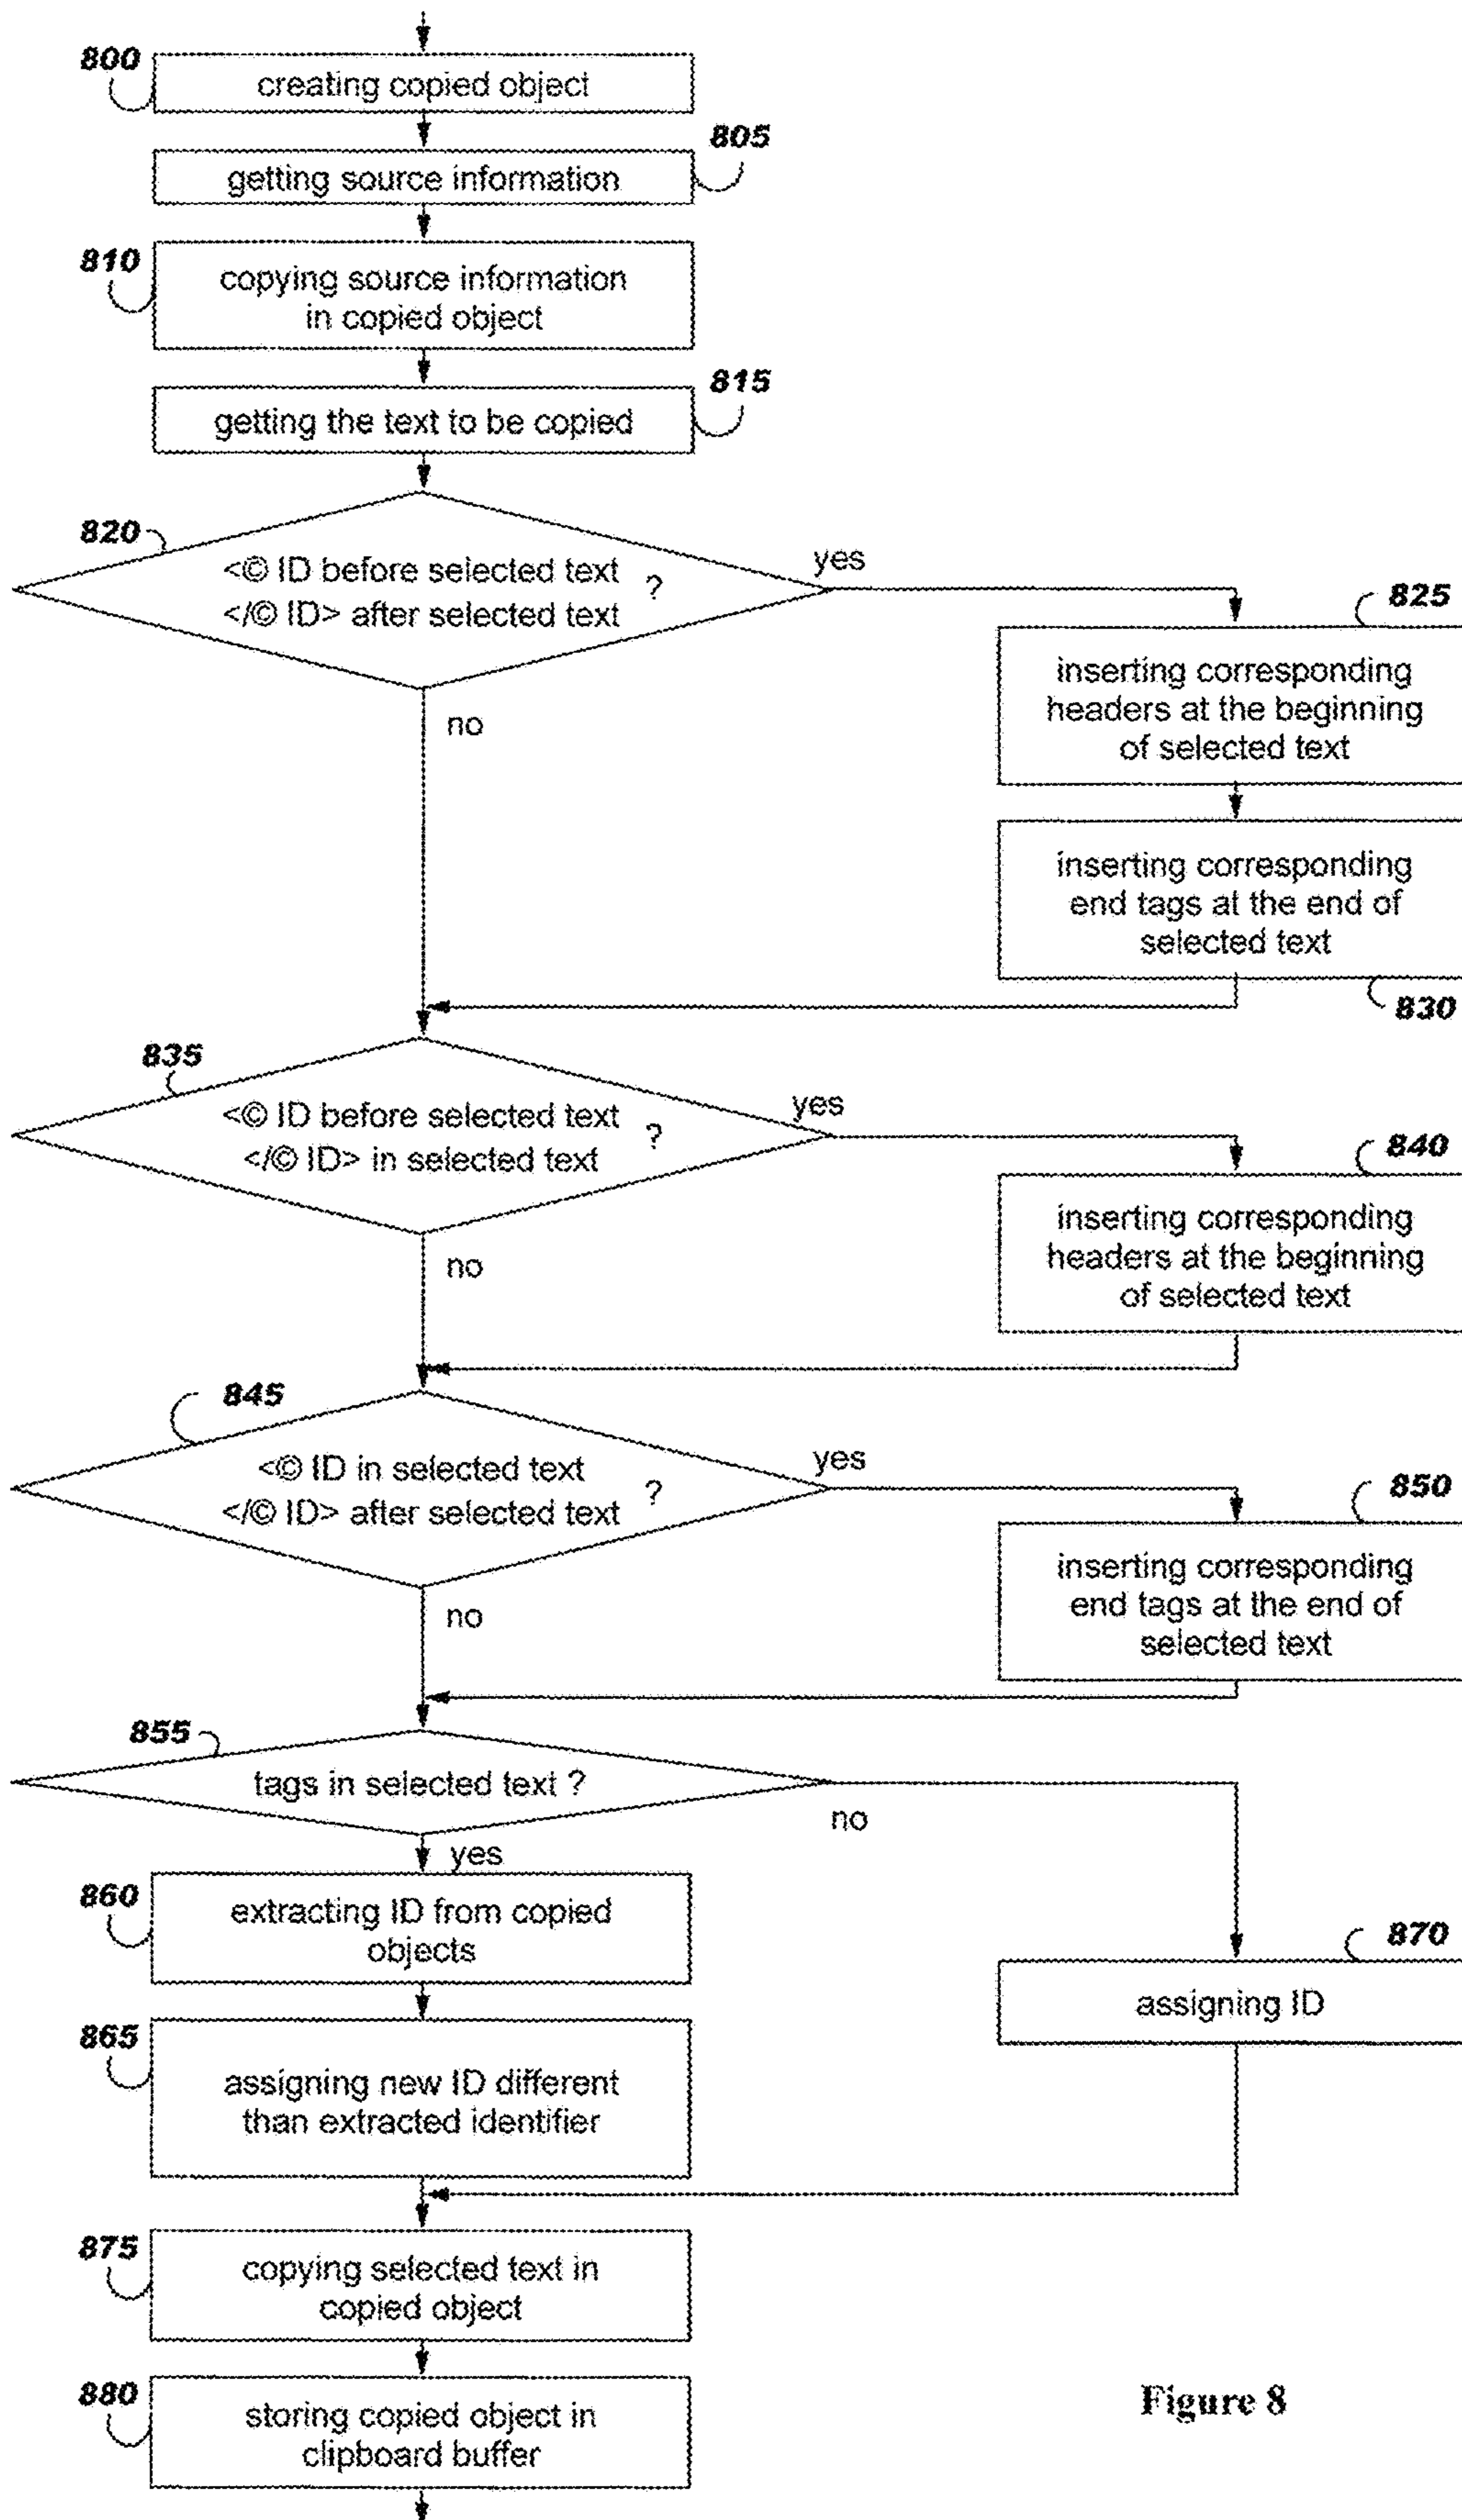 800
creating copied object
805
getting source information
810
copying source information
in copied object
815
getting the text to be copied
820
<© ID before selected text
</© ID> after selected text
?
yes
no
825
inserting corresponding
headers at the beginning
of selected text
inserting corresponding
end tags at the end of
selected text
830
835
<© ID before selected text
</© ID> in selected text
?
yes
no
840
inserting corresponding
headers at the beginning
of selected text
845
<© ID in selected text
</© ID> after selected text
?
yes
no
850
inserting corresponding
end tags at the end of
selected text
855
tags in selected text ?
no
yes
860
extracting ID from copied
objects
870
assigning ID
865
assigning new ID different
than extracted identifier
875
copying selected text in
copied object
880
storing copied object in
clipboard buffer
Figure 8